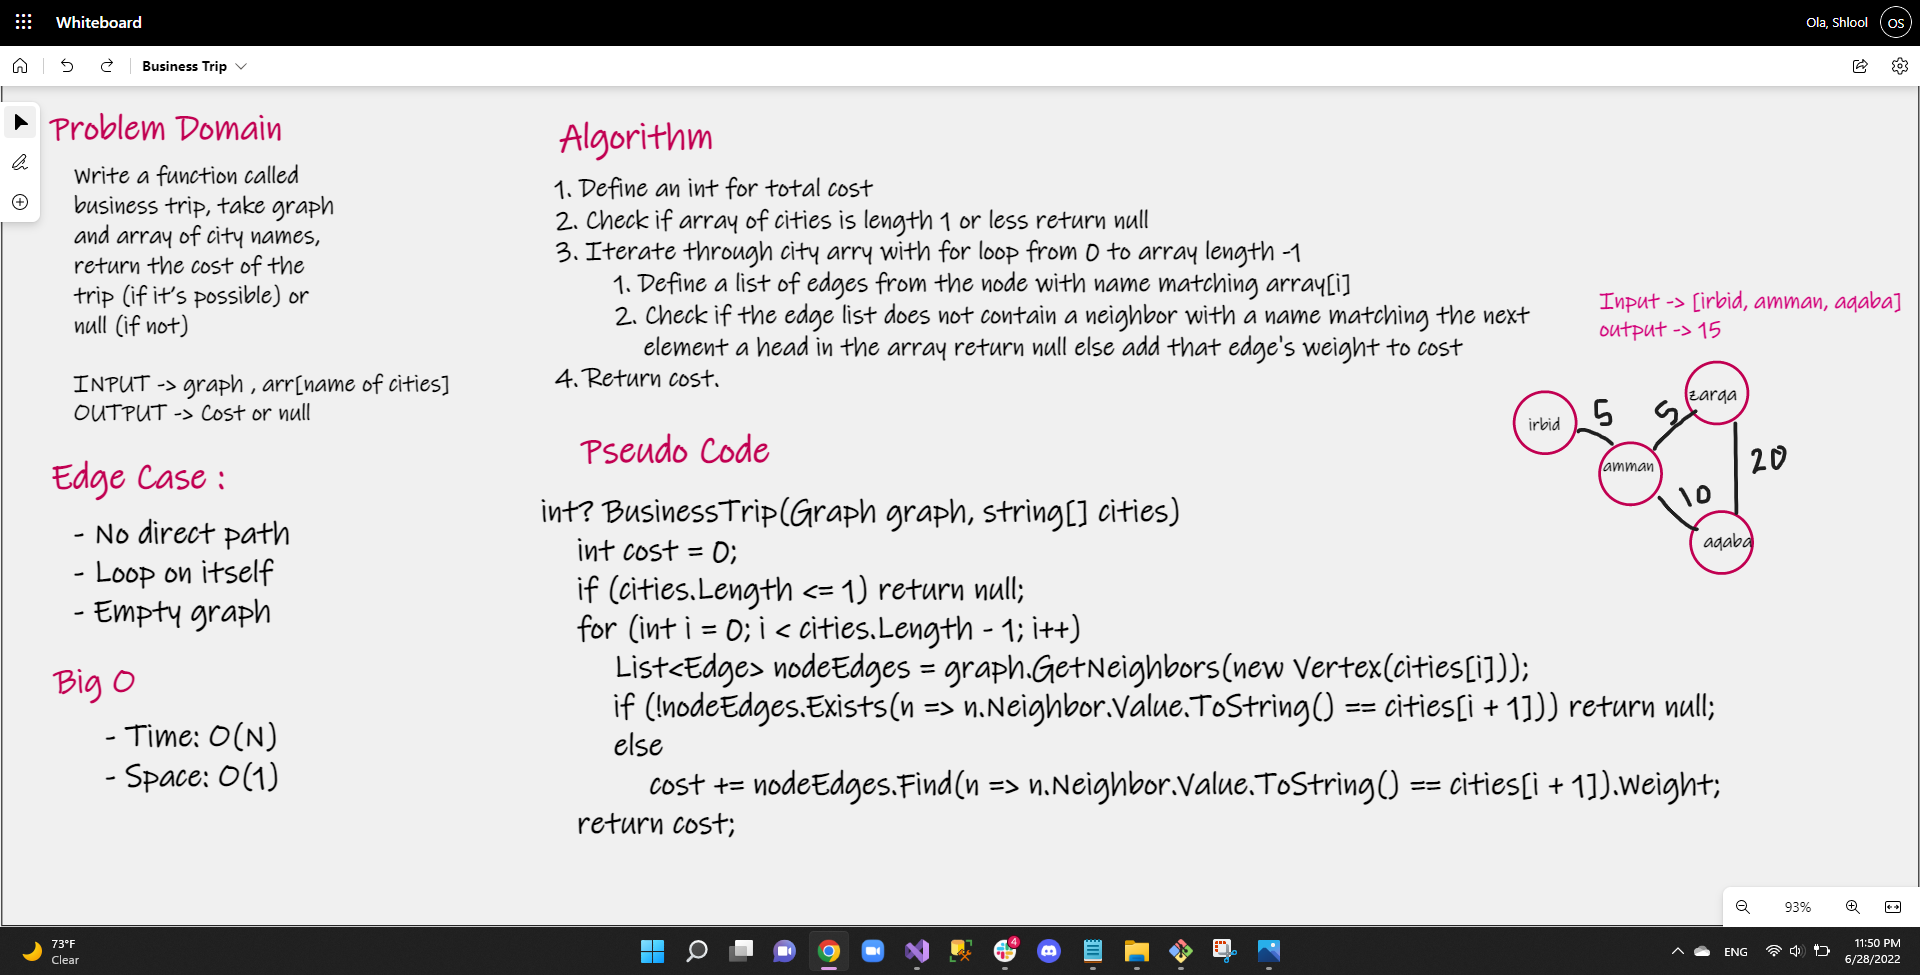 Whiteboard
Ola, Shlool
OS
Business Trip
Problem Domain
Write a function called
business trip, take graph
and array of city names,
return the cost of the
trip (if it's possible) or
null (if not)
INPUT -> graph , arr[name of cities]
OUTPUT -> Cost or null
Edge Case :
- No direct path
- Loop on itself
- Empty graph
Big O
- Time: O(N)
- Space: O(1)
Algorithm
1. Define an int for total cost
2. Check if array of cities is length 1 or less return null
3. Iterate through city arry with for loop from 0 to array length -1
1. Define a list of edges from the node with name matching array[i]
2. Check if the edge list does not contain a neighbor with a name matching the next
element a head in the array return null else add that edge's weight to cost
4. Return cost.
Pseudo Code
int? BusinessTrip(Graph graph, string[] cities)
int cost = 0;
if (cities.Length <= 1) return null;
for (int i = 0; i < cities.Length - 1; i++)
List<Edge> nodeEdges = graph.GetNeighbors(new Vertex(cities[i]));
if (!nodeEdges.Exists(n => n.Neighbor.Value.ToString() == cities[i + 1])) return null;
else
cost += nodeEdges.Find(n => n.Neighbor.Value.ToString() == cities[i + 1]).Weight;
return cost;
Input -> [irbid, amman, aqaba]
output -> 15
zarqa
5
5
irbid
amman
20
10
aqaba
93%
73°F
Clear
4
ENG
11:50 PM
6/28/2022